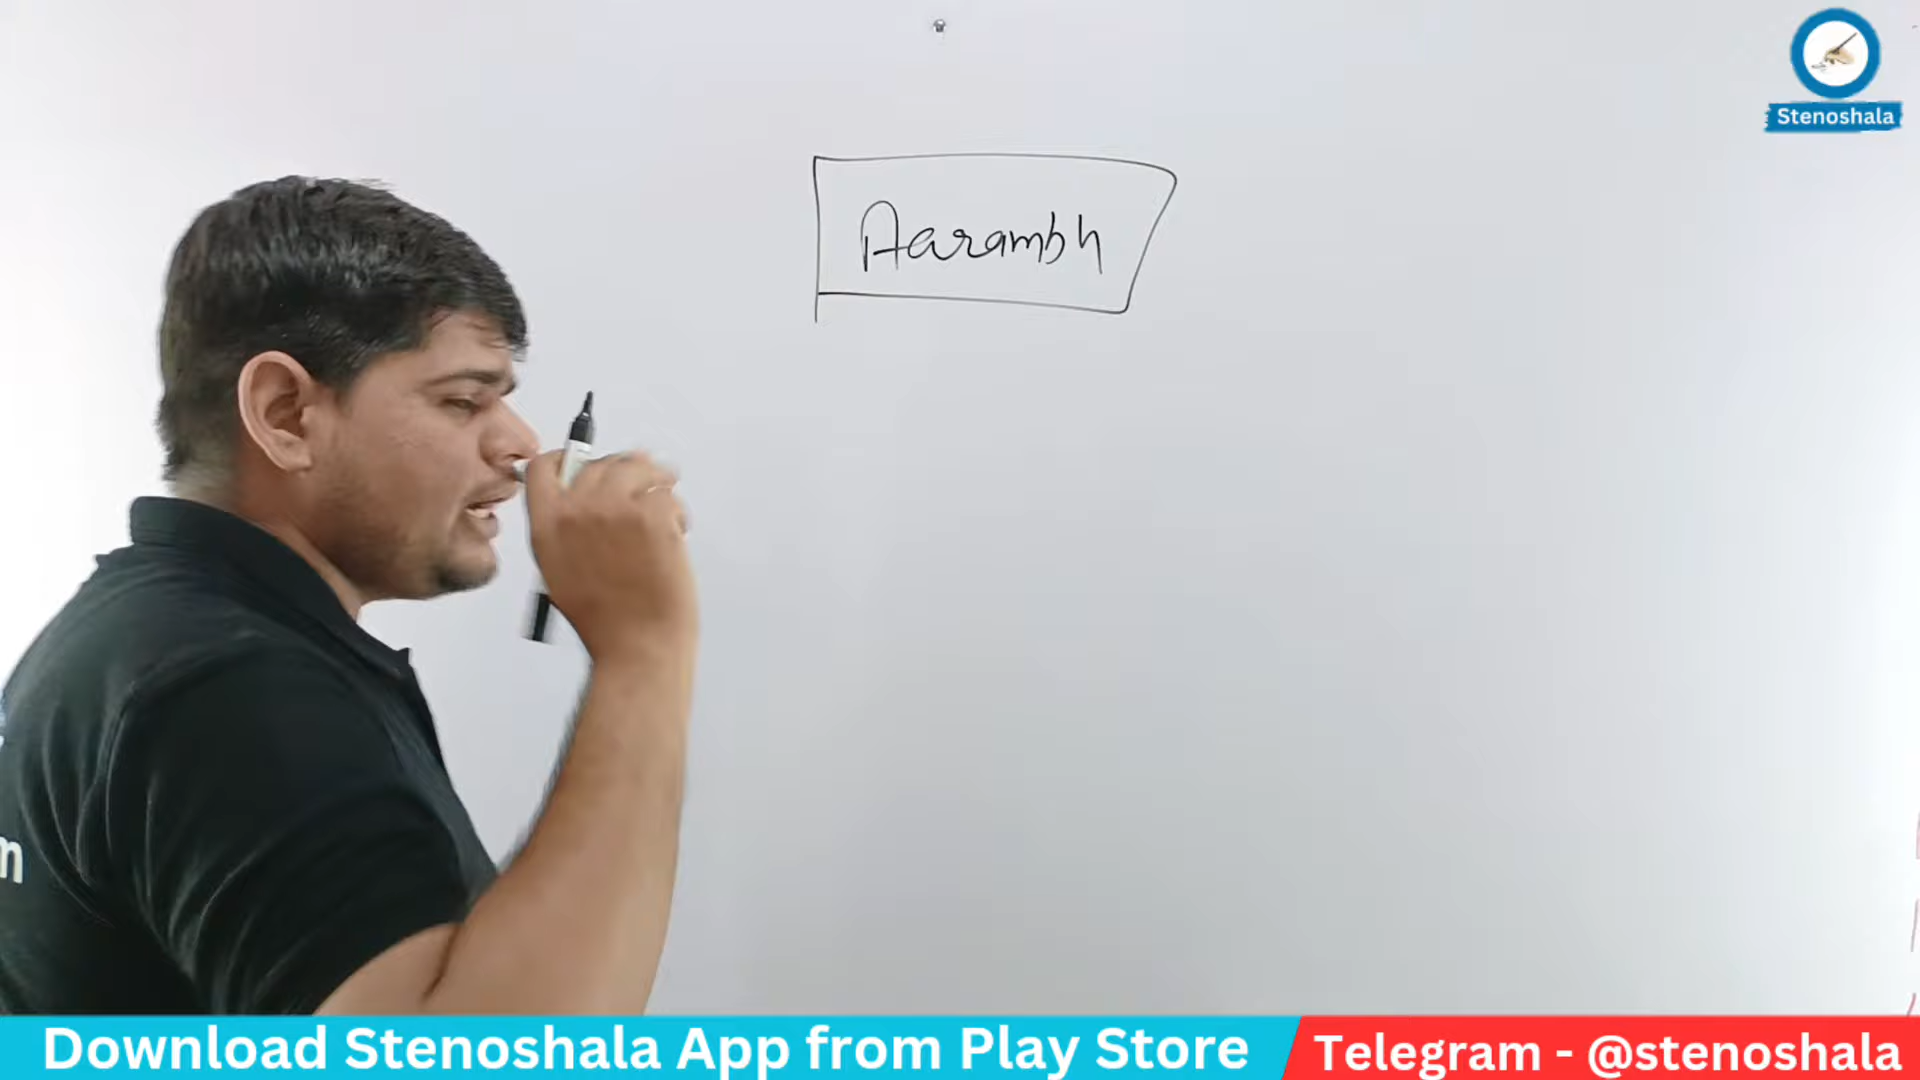 Stenoshala
Aarambh
m
Download Stenoshala App from Play Store
Telegram - @stenoshala